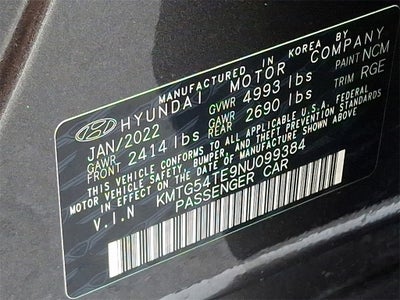 MANUFACTURED IN KOREA BY
HYUNDAI MOTOR COMPANY
JAN/2022 GVWR 4993 lbs PAINT NCM
GAWR FRONT 2414 lbs GAWR REAR 2690 lbs TRIM RGE
THIS VEHICLE CONFORMS TO ALL APPLICABLE U.S.A. FEDERAL
MOTOR VEHICLE SAFETY, BUMPER, AND THEFT PREVENTION STANDARDS
IN EFFECT ON THE DATE OF MANUFACTURE SHOWN ABOVE.
V.I.N KMTG54TE9NU099384
PASSENGER CAR